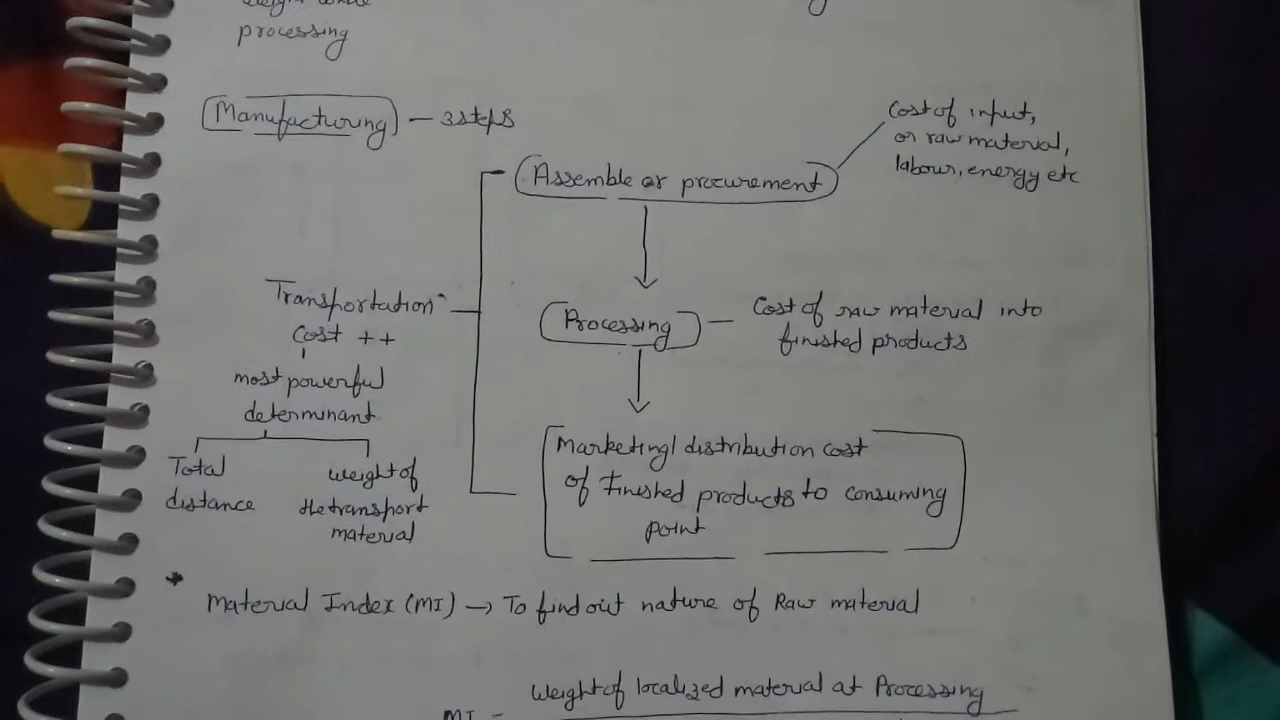 processing
Manufacturing — 3 steps
Cost of input,
or raw material,
labour, energy etc
Assemble or procurement
Transportation
Cost ++
most powerful
determinant
Total
distance
weight of
the transport
material
Processing — Cost of raw material into
finished products
Marketing/ distribution cost
of finished products to consuming
point
* Material Index (MI) → To find out nature of Raw material
Weight of localized material at Processing
MI =